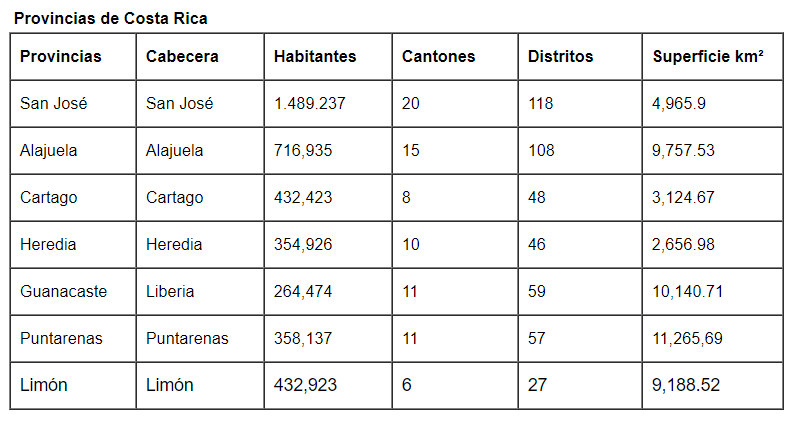 Provincias de Costa Rica
Provincias Cabecera Habitantes Cantones Distritos Superficie km²
San José San José 1.489.237 20 118 4,965.9
Alajuela Alajuela 716,935 15 108 9,757.53
Cartago Cartago 432,423 8 48 3,124.67
Heredia Heredia 354,926 10 46 2,656.98
Guanacaste Liberia 264,474 11 59 10,140.71
Puntarenas Puntarenas 358,137 11 57 11,265,69
Limón Limón 432,923 6 27 9,188.52